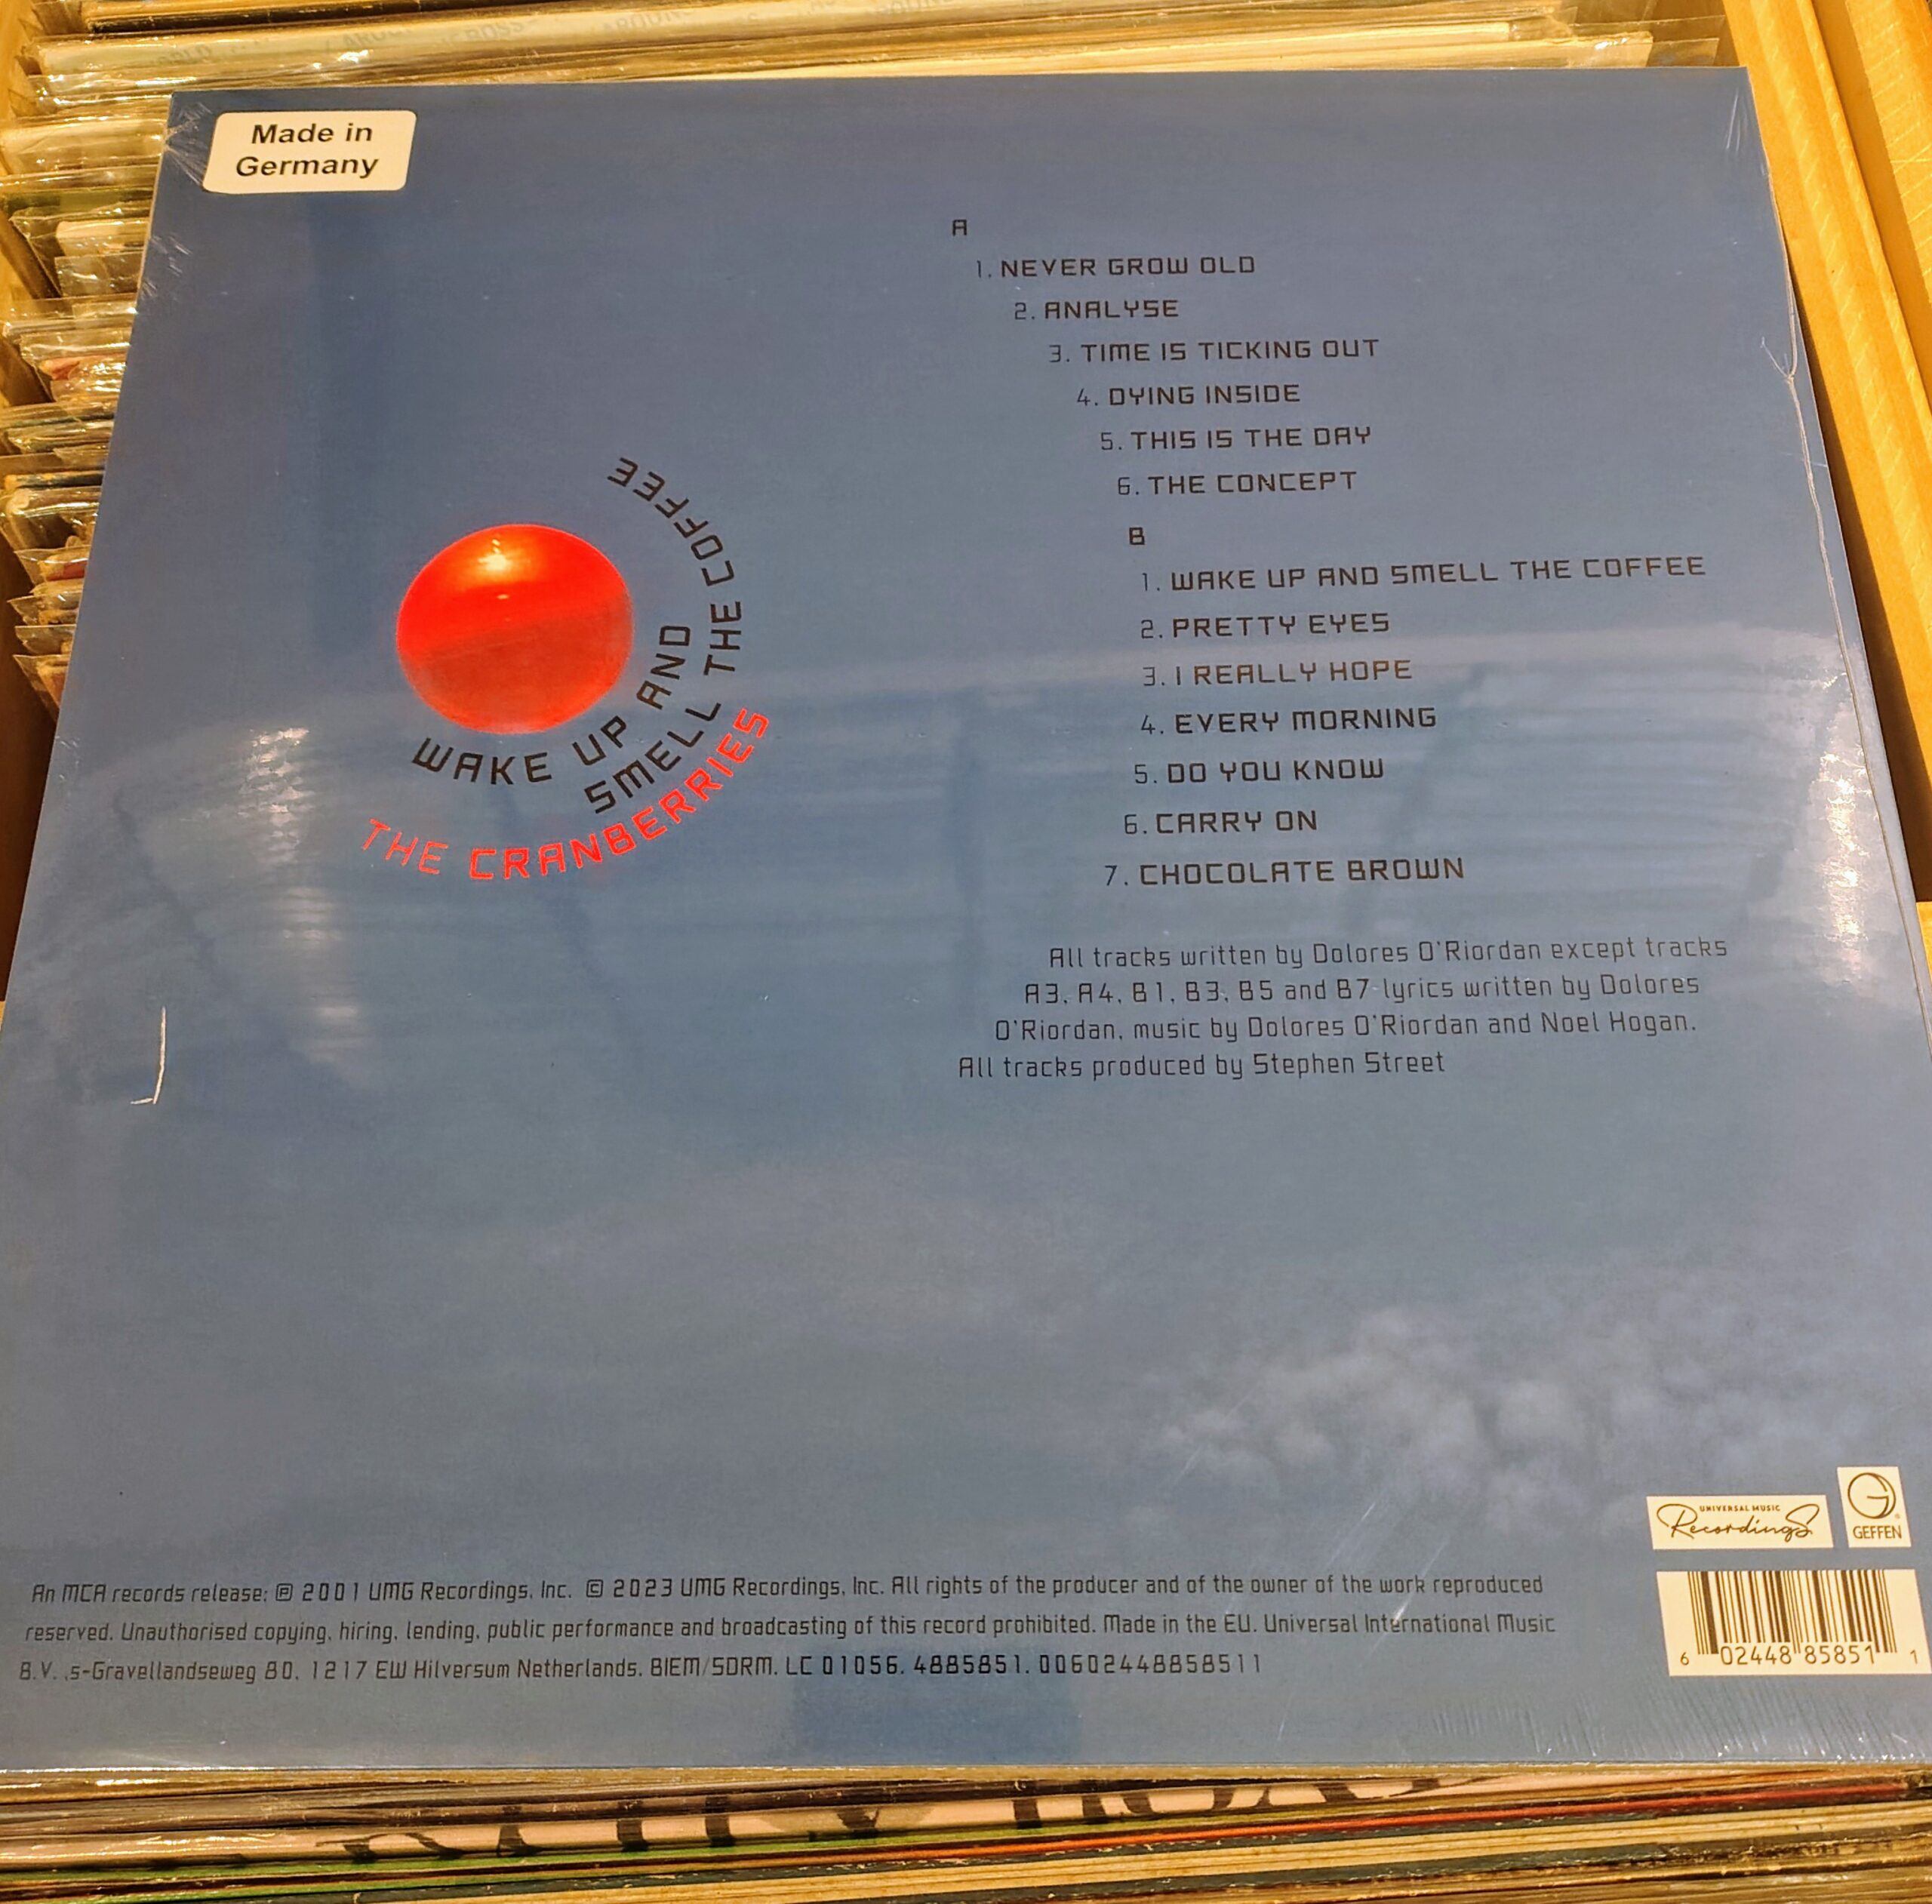 Made in
Germany
A
1. NEVER GROW OLD
2. ANALYSE
3. TIME IS TICKING OUT
4. DYING INSIDE
5. THIS IS THE DAY
6. THE CONCEPT
B
1. WAKE UP AND SMELL THE COFFEE
2. PRETTY EYES
3. I REALLY HOPE
4. EVERY MORNING
5. DO YOU KNOW
6. CARRY ON
7. CHOCOLATE BROWN
WAKE UP AND
SMELL THE COFFEE
THE CRANBERRIES
All tracks written by Dolores O'Riordan except tracks
A3, A4, B1, B3, B5 and B7 lyrics written by Dolores
O'Riordan, music by Dolores O'Riordan and Noel Hogan.
All tracks produced by Stephen Street
UNIVERSAL MUSIC
Recordings
GEFFEN
An MCA records release; ℗ 2001 UMG Recordings, Inc. © 2023 UMG Recordings, Inc. All rights of the producer and of the owner of the work reproduced
reserved. Unauthorised copying, hiring, lending, public performance and broadcasting of this record prohibited. Made in the EU. Universal International Music
B.V. ,s-Gravellandseweg 80, 1217 EW Hilversum Netherlands. BIEM/SDRM. LC 01056. 4885851. 00602448858511
6 02448 85851 1